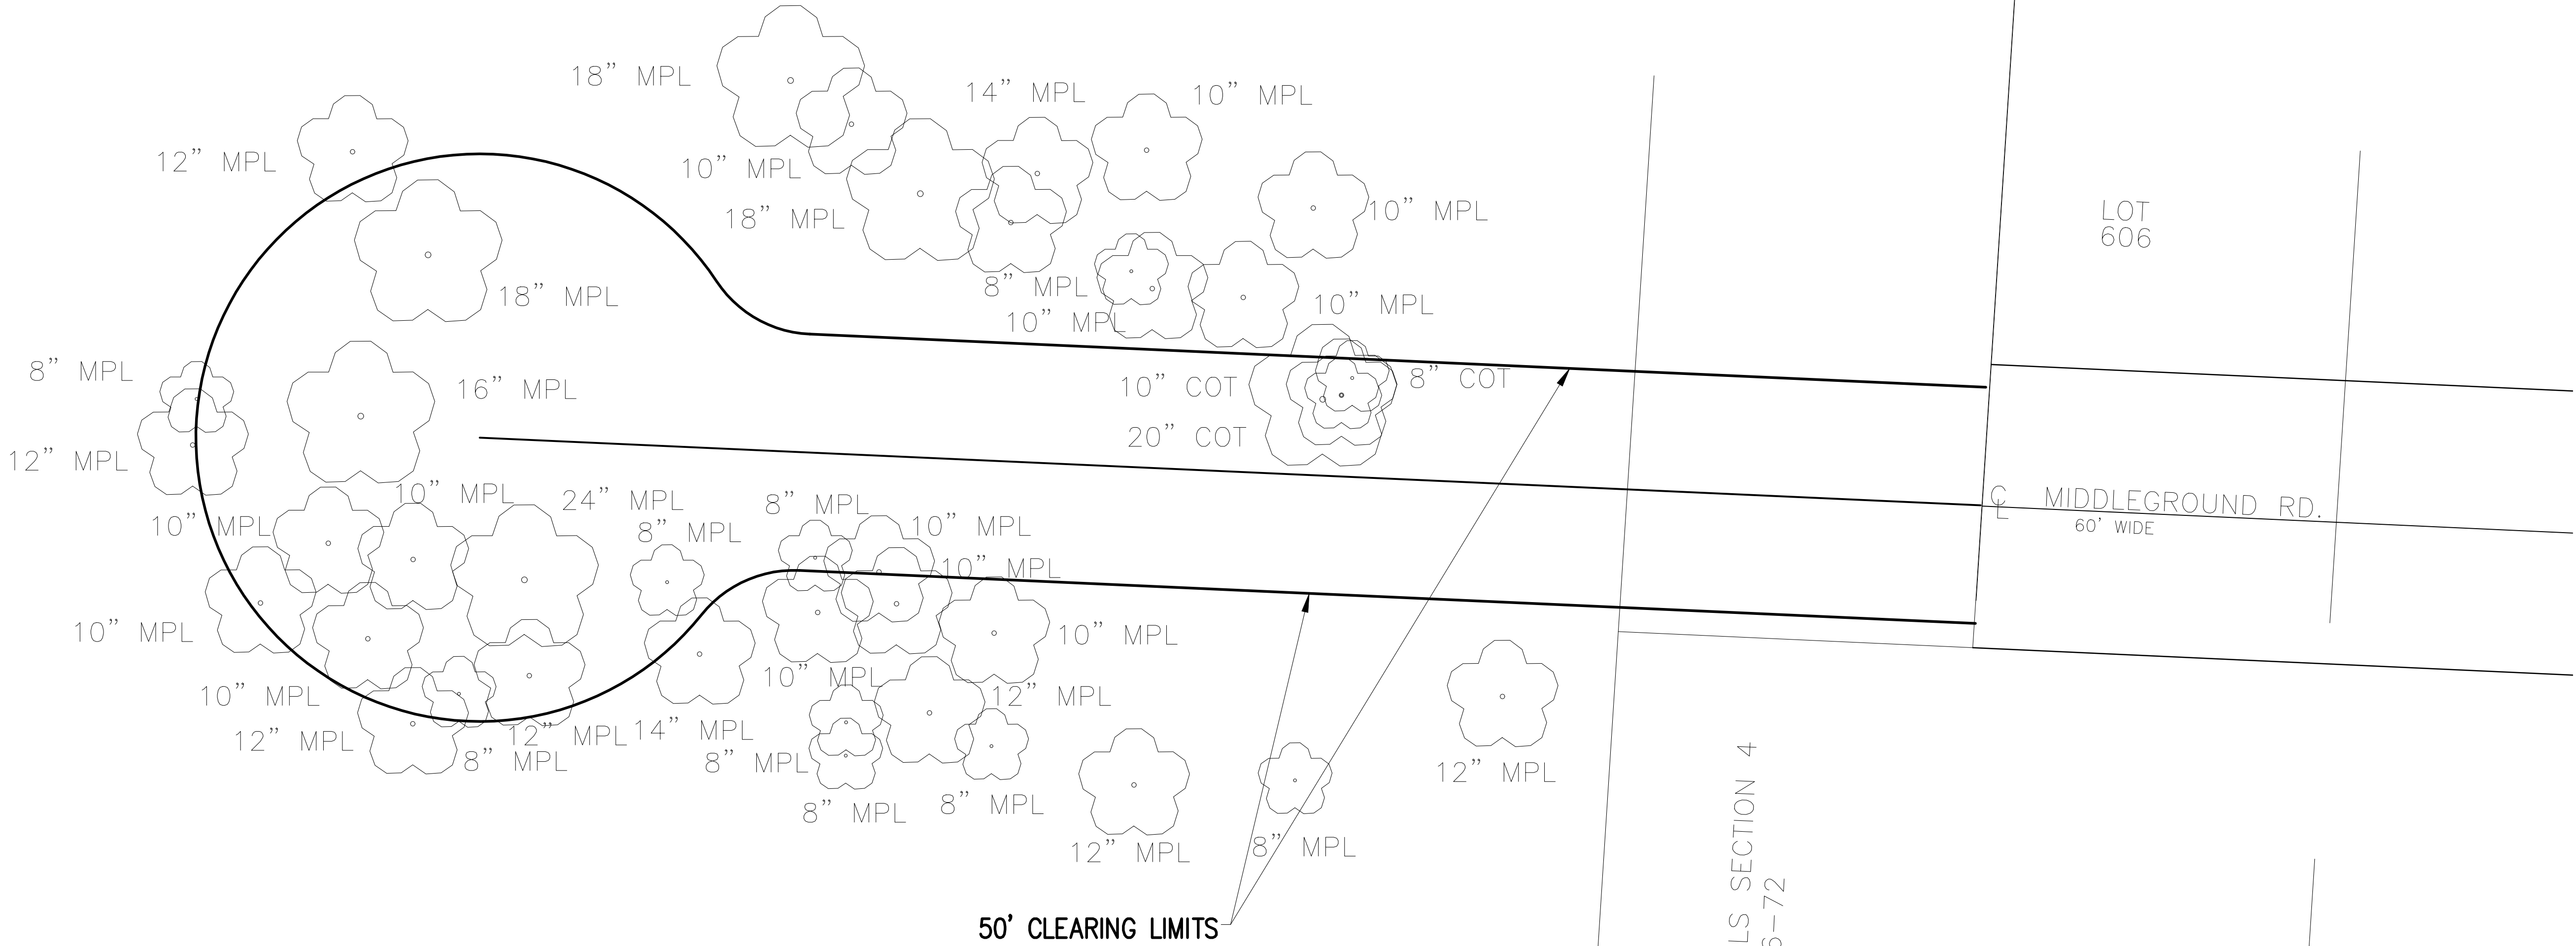 18” MPL
14” MPL
10” MPL
12” MPL
10” MPL
18” MPL
10” MPL
LOT
606
18” MPL
8” MPL
10” MPL
10” MPL
8” MPL
16” MPL
10” COT
8” COT
12” MPL
20” COT
10” MPL
10” MPL
24” MPL
8” MPL
8” MPL
10” MPL
10” MPL
℄ MIDDLEGROUND RD.
60’ WIDE
10” MPL
10” MPL
10” MPL
10” MPL
12” MPL
12” MPL
8” MPL
12” MPL
14” MPL
8” MPL
8” MPL
8” MPL
12” MPL
8” MPL
12” MPL
LS SECTION 4
6-72
50’ CLEARING LIMITS